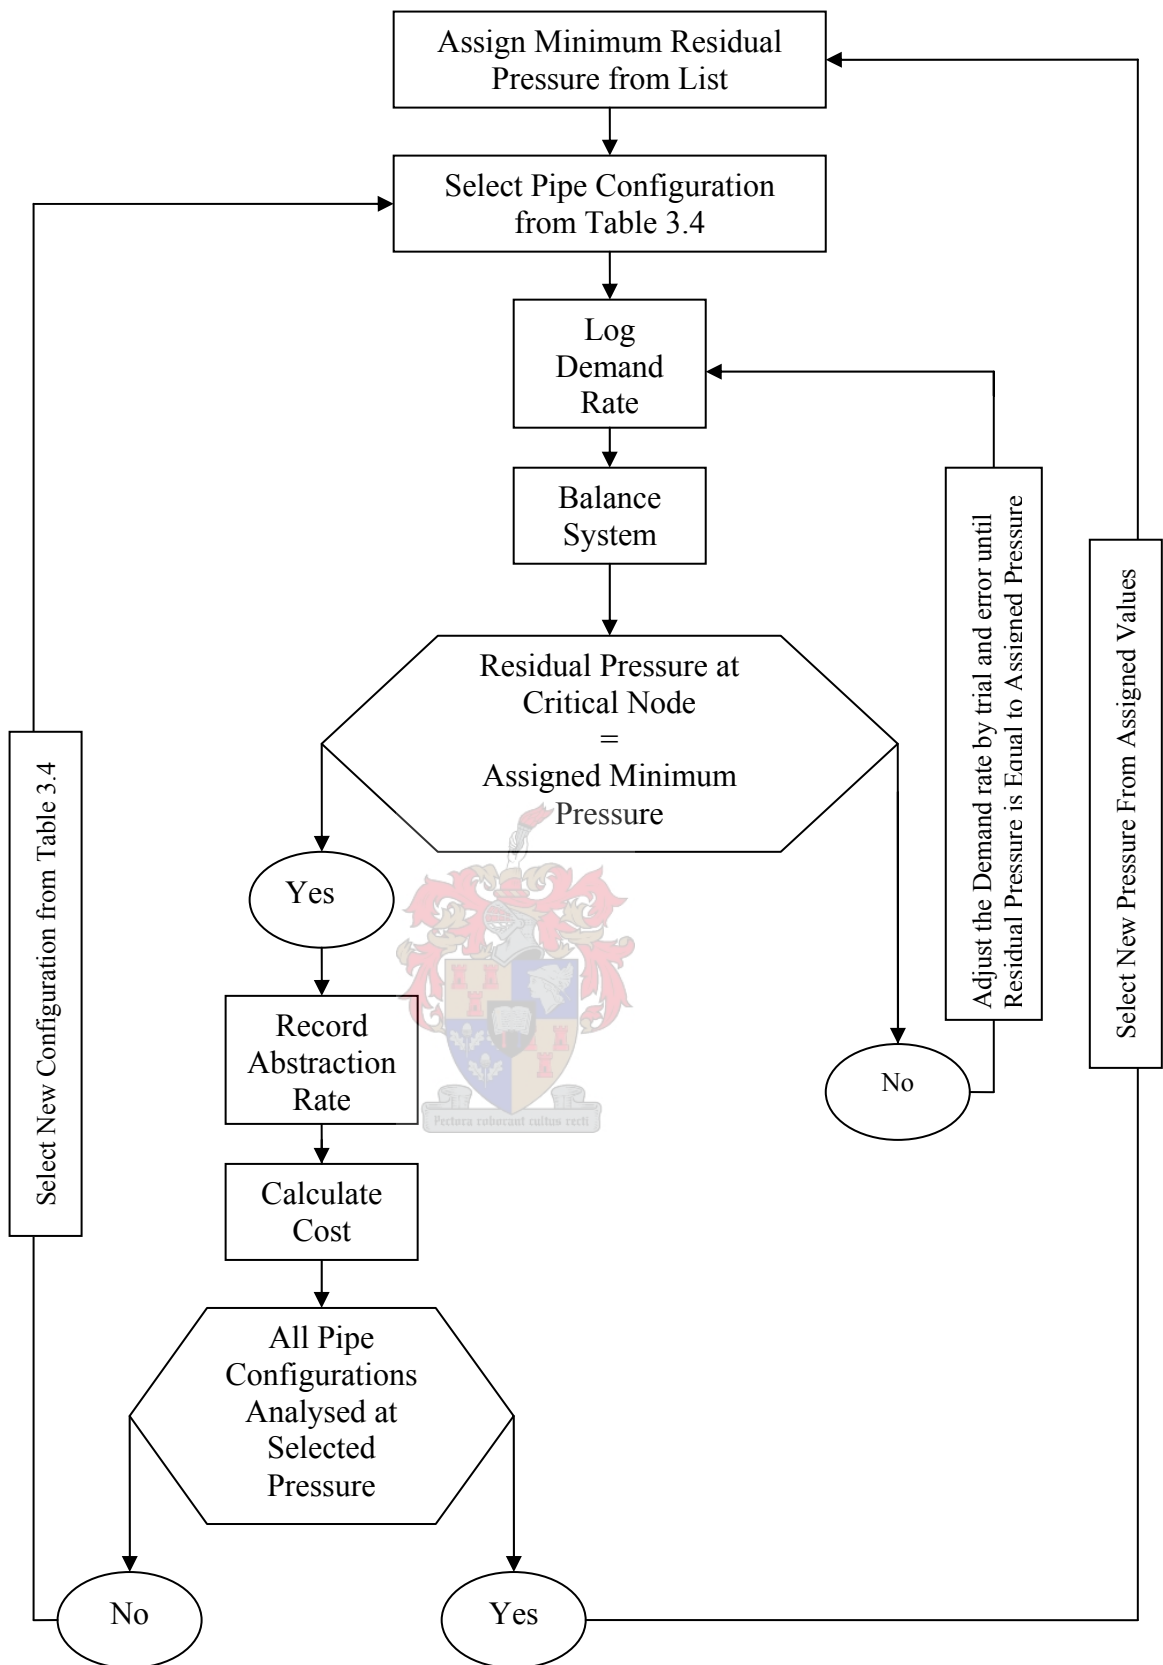 Assign Minimum Residual
Pressure from List
Select Pipe Configuration
from Table 3.4
Log
Demand
Rate
Balance
System
Residual Pressure at
Critical Node
=
Assigned Minimum
Pressure
Yes
No
Adjust the Demand rate by trial and error until
Residual Pressure is Equal to Assigned Pressure
Select New Pressure From Assigned Values
Select New Configuration from Table 3.4
Record
Abstraction
Rate
Pectora roborant cultus recti
Calculate
Cost
All Pipe
Configurations
Analysed at
Selected
Pressure
No
Yes